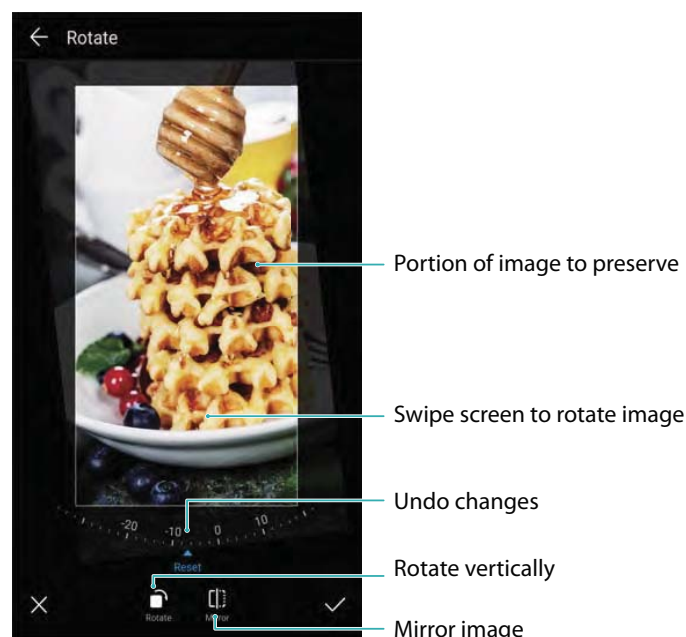 Rotate
Portion of image to preserve
Swipe screen to rotate image
Undo changes
-20 -10 0 10
Reset
Rotate vertically
Rotate Mirror
Mirror image